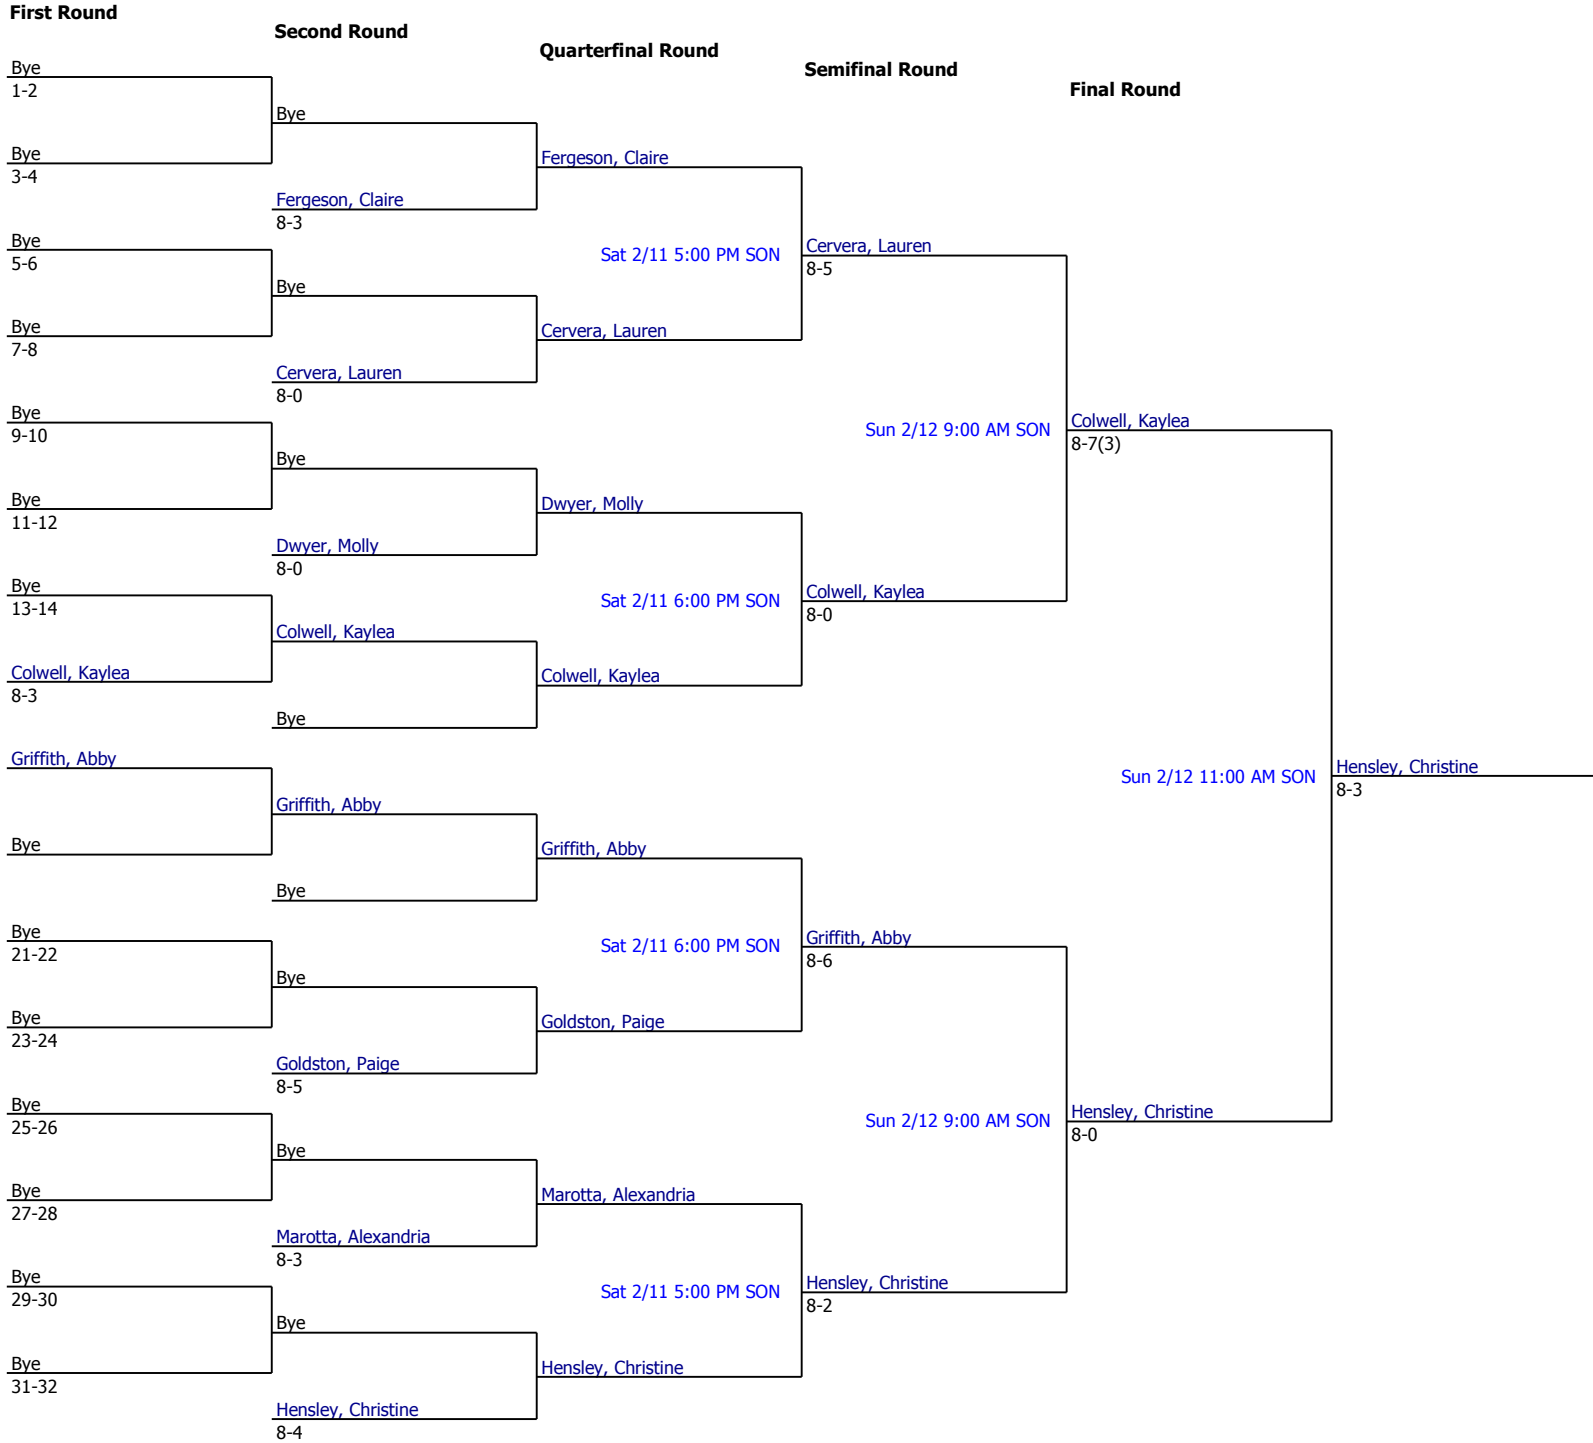 First Round
Second Round
Quarterfinal Round
Semifinal Round
Final Round
Bye
1-2
Bye
3-4
Bye
5-6
Bye
7-8
Bye
9-10
Bye
11-12
Bye
13-14
Colwell, Kaylea
8-3
Griffith, Abby
Bye
Bye
21-22
Bye
23-24
Bye
25-26
Bye
27-28
Bye
29-30
Bye
31-32
Bye
Fergeson, Claire
8-3
Bye
Cervera, Lauren
8-0
Bye
Dwyer, Molly
8-0
Colwell, Kaylea
Bye
Griffith, Abby
Bye
Bye
Goldston, Paige
8-5
Bye
Marotta, Alexandria
8-3
Bye
Hensley, Christine
8-4
Fergeson, Claire
Sat 2/11 5:00 PM SON
Cervera, Lauren
Dwyer, Molly
Sat 2/11 6:00 PM SON
Colwell, Kaylea
Griffith, Abby
Sat 2/11 6:00 PM SON
Goldston, Paige
Marotta, Alexandria
Sat 2/11 5:00 PM SON
Hensley, Christine
Cervera, Lauren
8-5
Sun 2/12 9:00 AM SON
Colwell, Kaylea
8-0
Griffith, Abby
8-6
Sun 2/12 9:00 AM SON
Hensley, Christine
8-2
Colwell, Kaylea
8-7(3)
Sun 2/12 11:00 AM SON
Hensley, Christine
8-0
Hensley, Christine
8-3